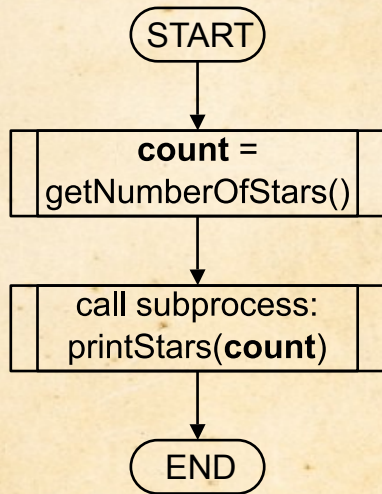 START
count =
getNumberOfStars()
call subprocess:
printStars(count)
END